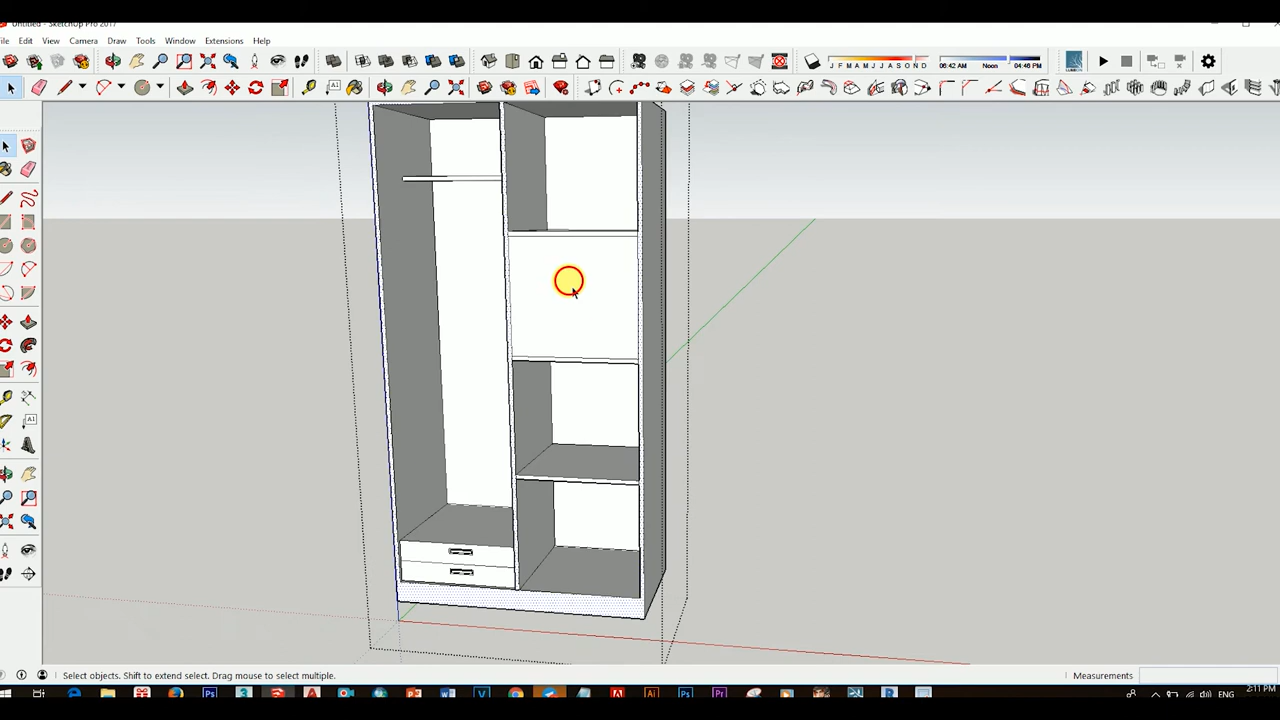 Untitled - SketchUp Pro 2017
File Edit View Camera Draw Tools Window Extensions Help
J F M A M J J A S O N D 06:42 AM Noon 04:46 PM
Select objects. Shift to extend select. Drag mouse to select multiple. Measurements
ENG
2:11 PM